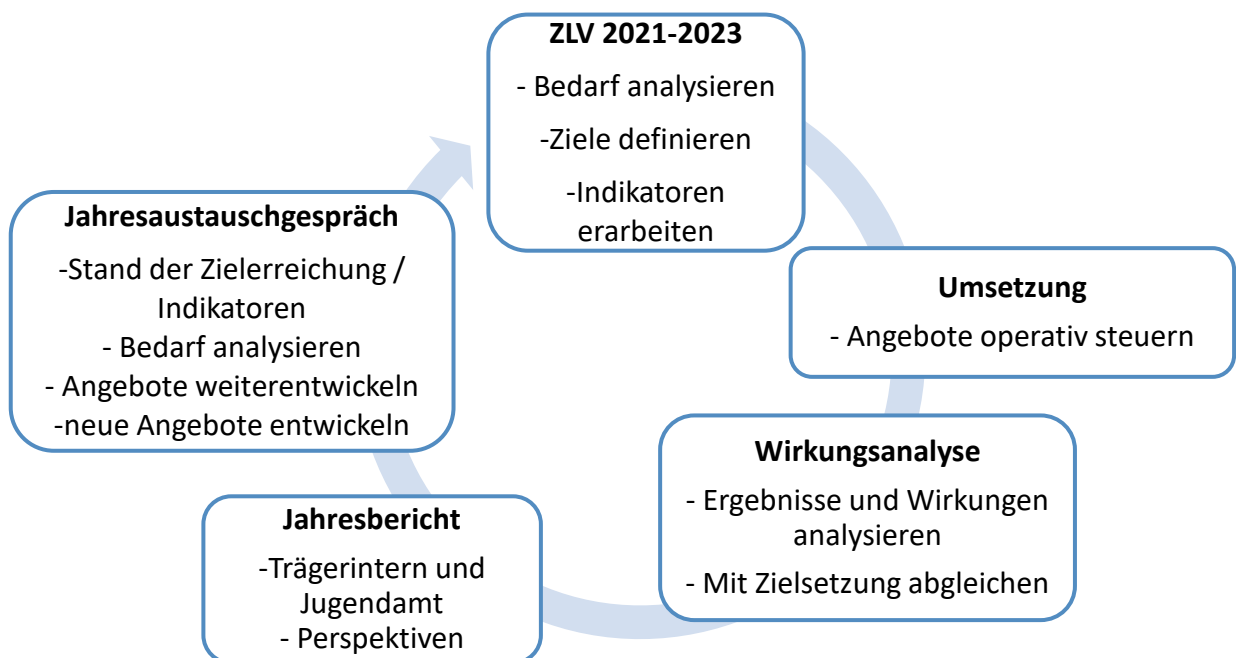 ZLV 2021-2023
- Bedarf analysieren
-Ziele definieren
-Indikatoren
erarbeiten
Umsetzung
- Angebote operativ steuern
Wirkungsanalyse
- Ergebnisse und Wirkungen
analysieren
- Mit Zielsetzung abgleichen
Jahresbericht
-Trägerintern und
Jugendamt
- Perspektiven
Jahresaustauschgespräch
-Stand der Zielerreichung /
Indikatoren
- Bedarf analysieren
- Angebote weiterentwickeln
-neue Angebote entwickeln